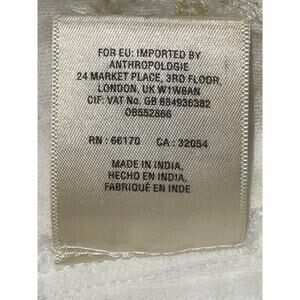 FOR EU: IMPORTED BY
ANTHROPOLOGIE
24 MARKET PLACE, 3RD FLOOR,
LONDON, UK W1W8AN
CIF: VAT No. GB 684936382
OB552866
RN : 66170 CA : 32054
MADE IN INDIA,
HECHO EN INDIA,
FABRIQUÉ EN INDE